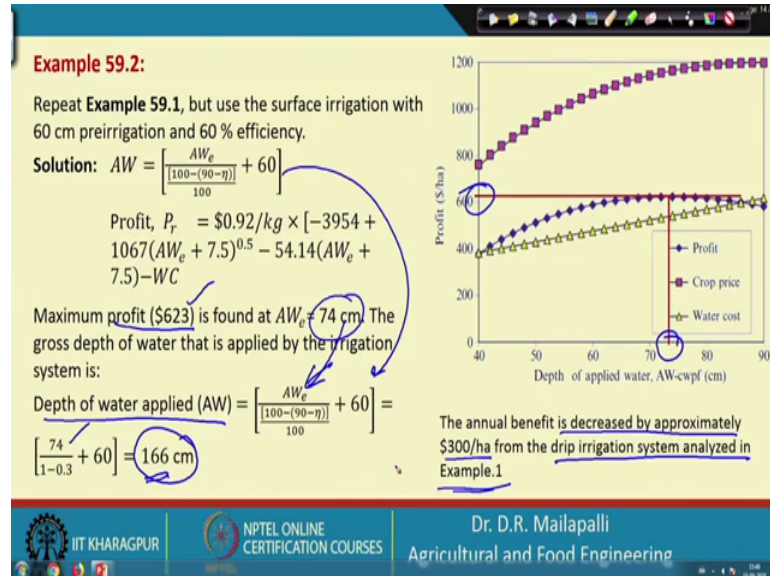 Example 59.2:
Repeat Example 59.1, but use the surface irrigation with
60 cm preirrigation and 60 % efficiency.
Solution: AW = [AW_e / ([100−(90−η)] / 100) + 60]
Profit, P_r = $0.92/kg × [−3954 +
1067(AW_e + 7.5)^0.5 − 54.14(AW_e +
7.5)−WC
Maximum profit ($623) is found at AW_e= 74 cm. The
gross depth of water that is applied by the irrigation
system is:
Depth of water applied (AW) = [AW_e / ([100−(90−η)] / 100) + 60] =
[74 / (1−0.3) + 60] = 166 cm
Profit ($/ha)
1200
1000
800
600
400
200
0
40 50 60 70 80 90
Depth of applied water, AW-cwpf (cm)
Profit
Crop price
Water cost
The annual benefit is decreased by approximately
$300/ha from the drip irrigation system analyzed in
Example.1
IIT KHARAGPUR
NPTEL ONLINE
CERTIFICATION COURSES
NPTEL
Dr. D.R. Mailapalli
Agricultural and Food Engineering